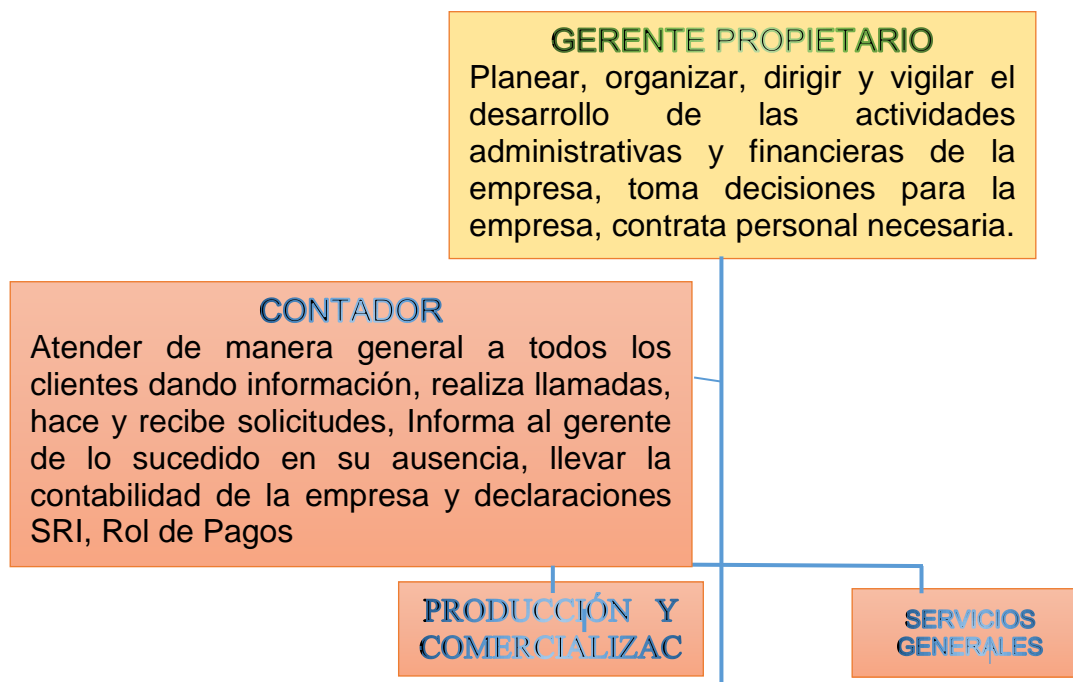 GERENTE PROPIETARIO
Planear, organizar, dirigir y vigilar el
desarrollo de las actividades
administrativas y financieras de la
empresa, toma decisiones para la
empresa, contrata personal necesaria.
CONTADOR
Atender de manera general a todos los
clientes dando información, realiza llamadas,
hace y recibe solicitudes, Informa al gerente
de lo sucedido en su ausencia, llevar la
contabilidad de la empresa y declaraciones
SRI, Rol de Pagos
PRODUCCIÓN Y
COMERCIALIZAC
SERVICIOS
GENERALES